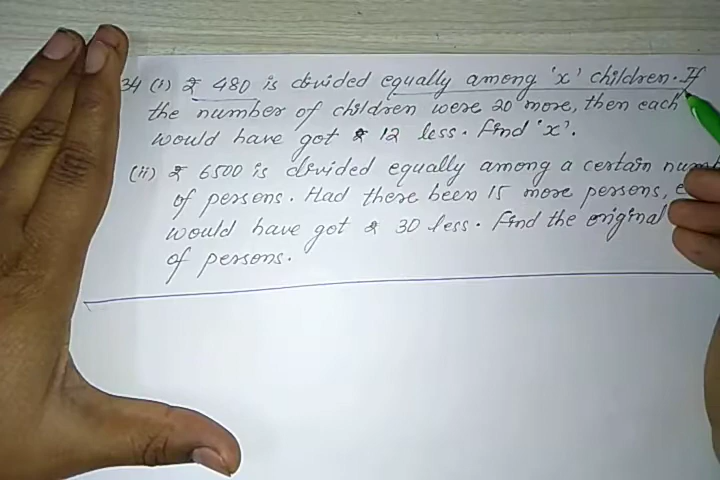 34 (i) ₹ 480 is divided equally among 'x' children. If
the number of children were 20 more, then each
would have got ₹ 12 less. Find 'x'.
(ii) ₹ 6500 is divided equally among a certain
of persons. Had there been 15 more persons,
would have got ₹ 30 less. Find the original
of persons.